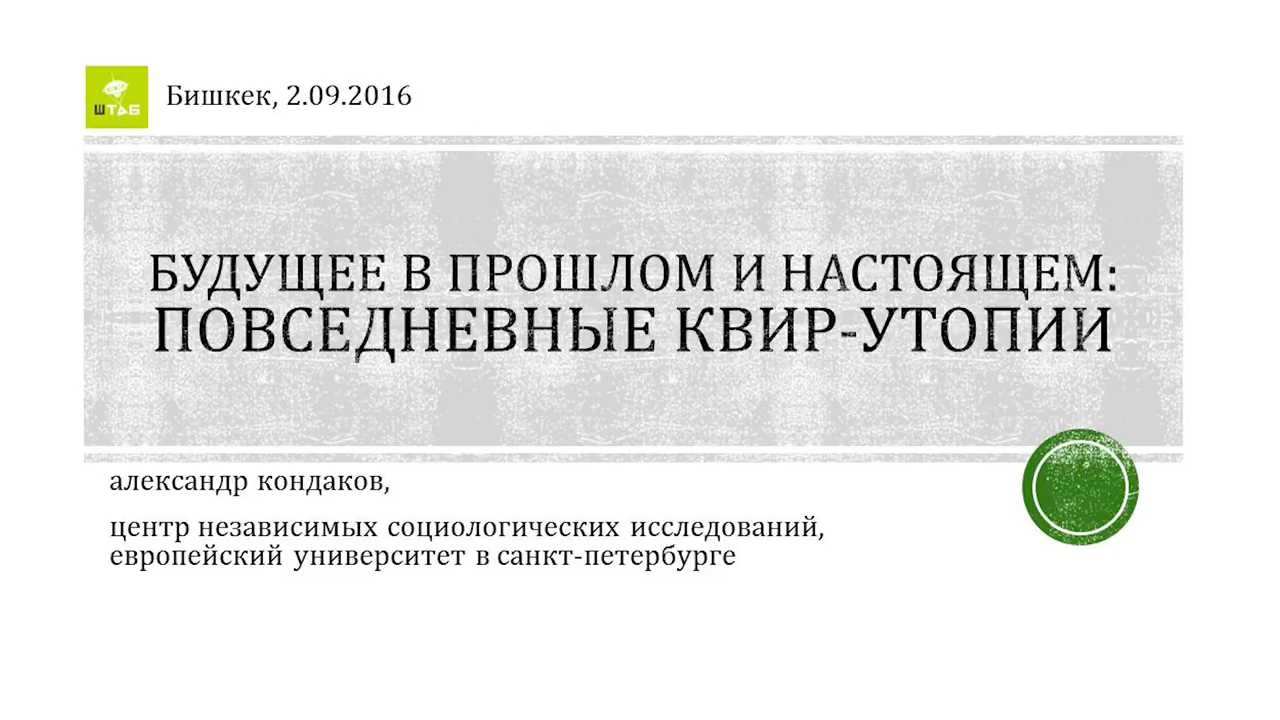 ШТАБ
Бишкек, 2.09.2016
БУДУЩЕЕ В ПРОШЛОМ И НАСТОЯЩЕМ:
ПОВСЕДНЕВНЫЕ КВИР-УТОПИИ
александр кондаков,
центр независимых социологических исследований,
европейский университет в санкт-петербурге